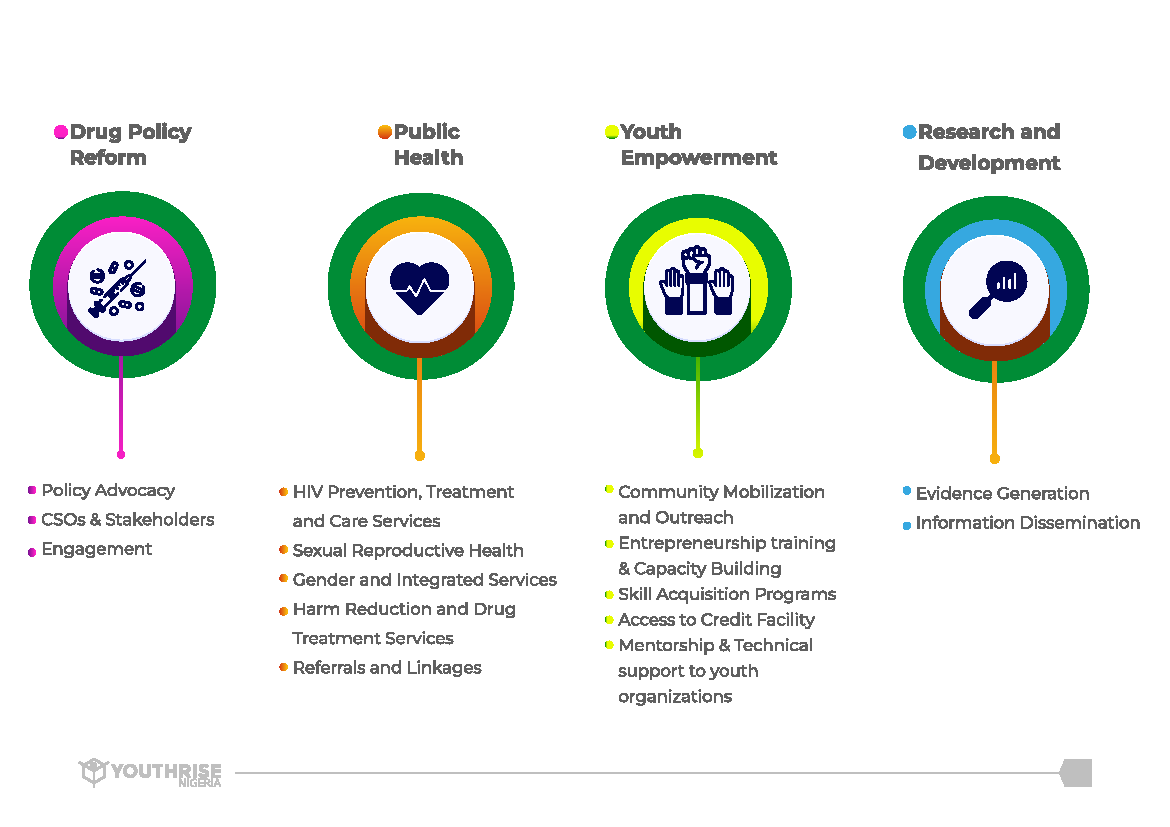 Drug Policy
Reform
Public
Health
Youth
Empowerment
Research and
Development
Policy Advocacy
CSOs & Stakeholders
Engagement
HIV Prevention, Treatment
and Care Services
Sexual Reproductive Health
Gender and Integrated Services
Harm Reduction and Drug
Treatment Services
Referrals and Linkages
Community Mobilization
and Outreach
Entrepreneurship training
& Capacity Building
Skill Acquisition Programs
Access to Credit Facility
Mentorship & Technical
support to youth
organizations
Evidence Generation
Information Dissemination
YOUTHRISE
NIGERIA